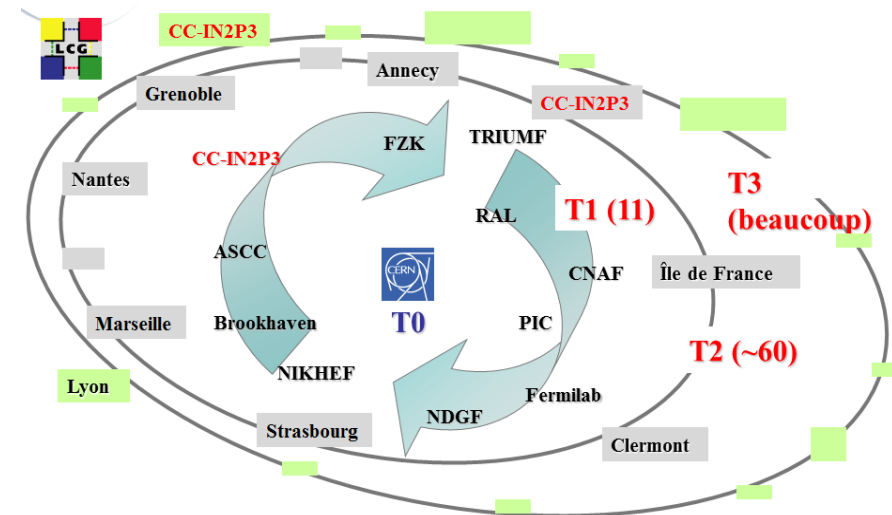 CC-IN2P3
LCG
Annecy
Grenoble
CC-IN2P3
FZK
TRIUMF
CC-IN2P3
Nantes
T3
(beaucoup)
T1 (11)
RAL
ASCC
CERN
CNAF
Île de France
Marseille
Brookhaven
T0
PIC
T2 (~60)
NIKHEF
Lyon
Fermilab
NDGF
Strasbourg
Clermont